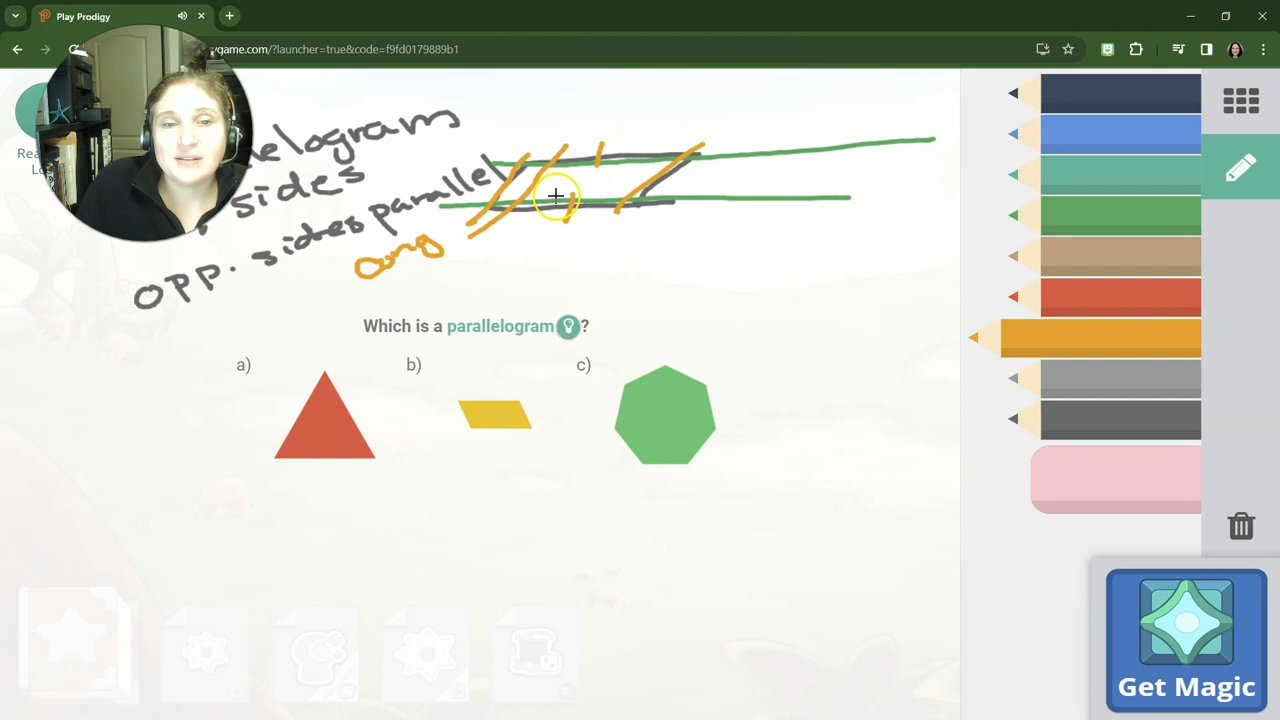 Play Prodigy
game.com/?launcher=true&code=f9fd0179889b1
elogram
sides
opp. sides parallel
ang
Which is a parallelogram?
a)
b)
c)
Get Magic